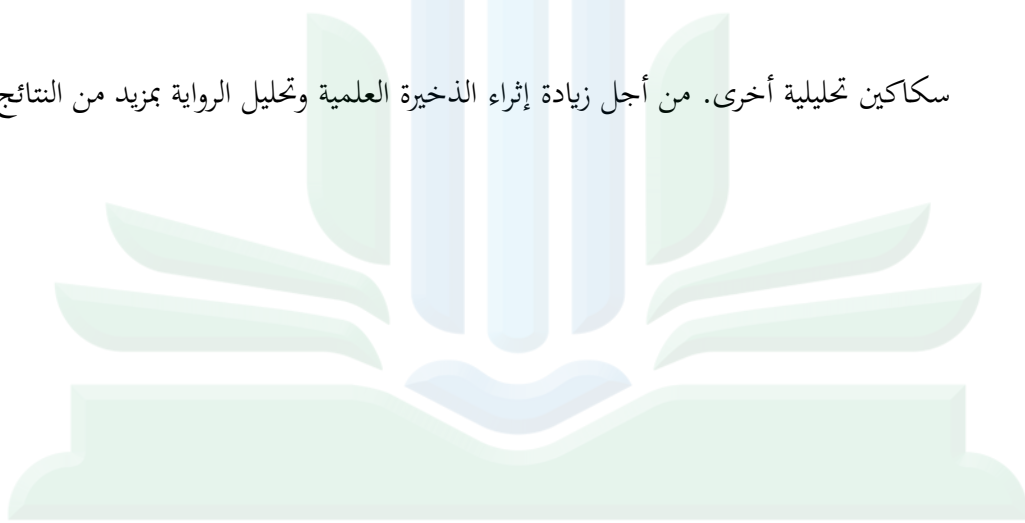 سكاكين تحليلية أخرى. من أجل زيادة إثراء الذخيرة العلمية وتحليل الرواية بمزيد من النتائج